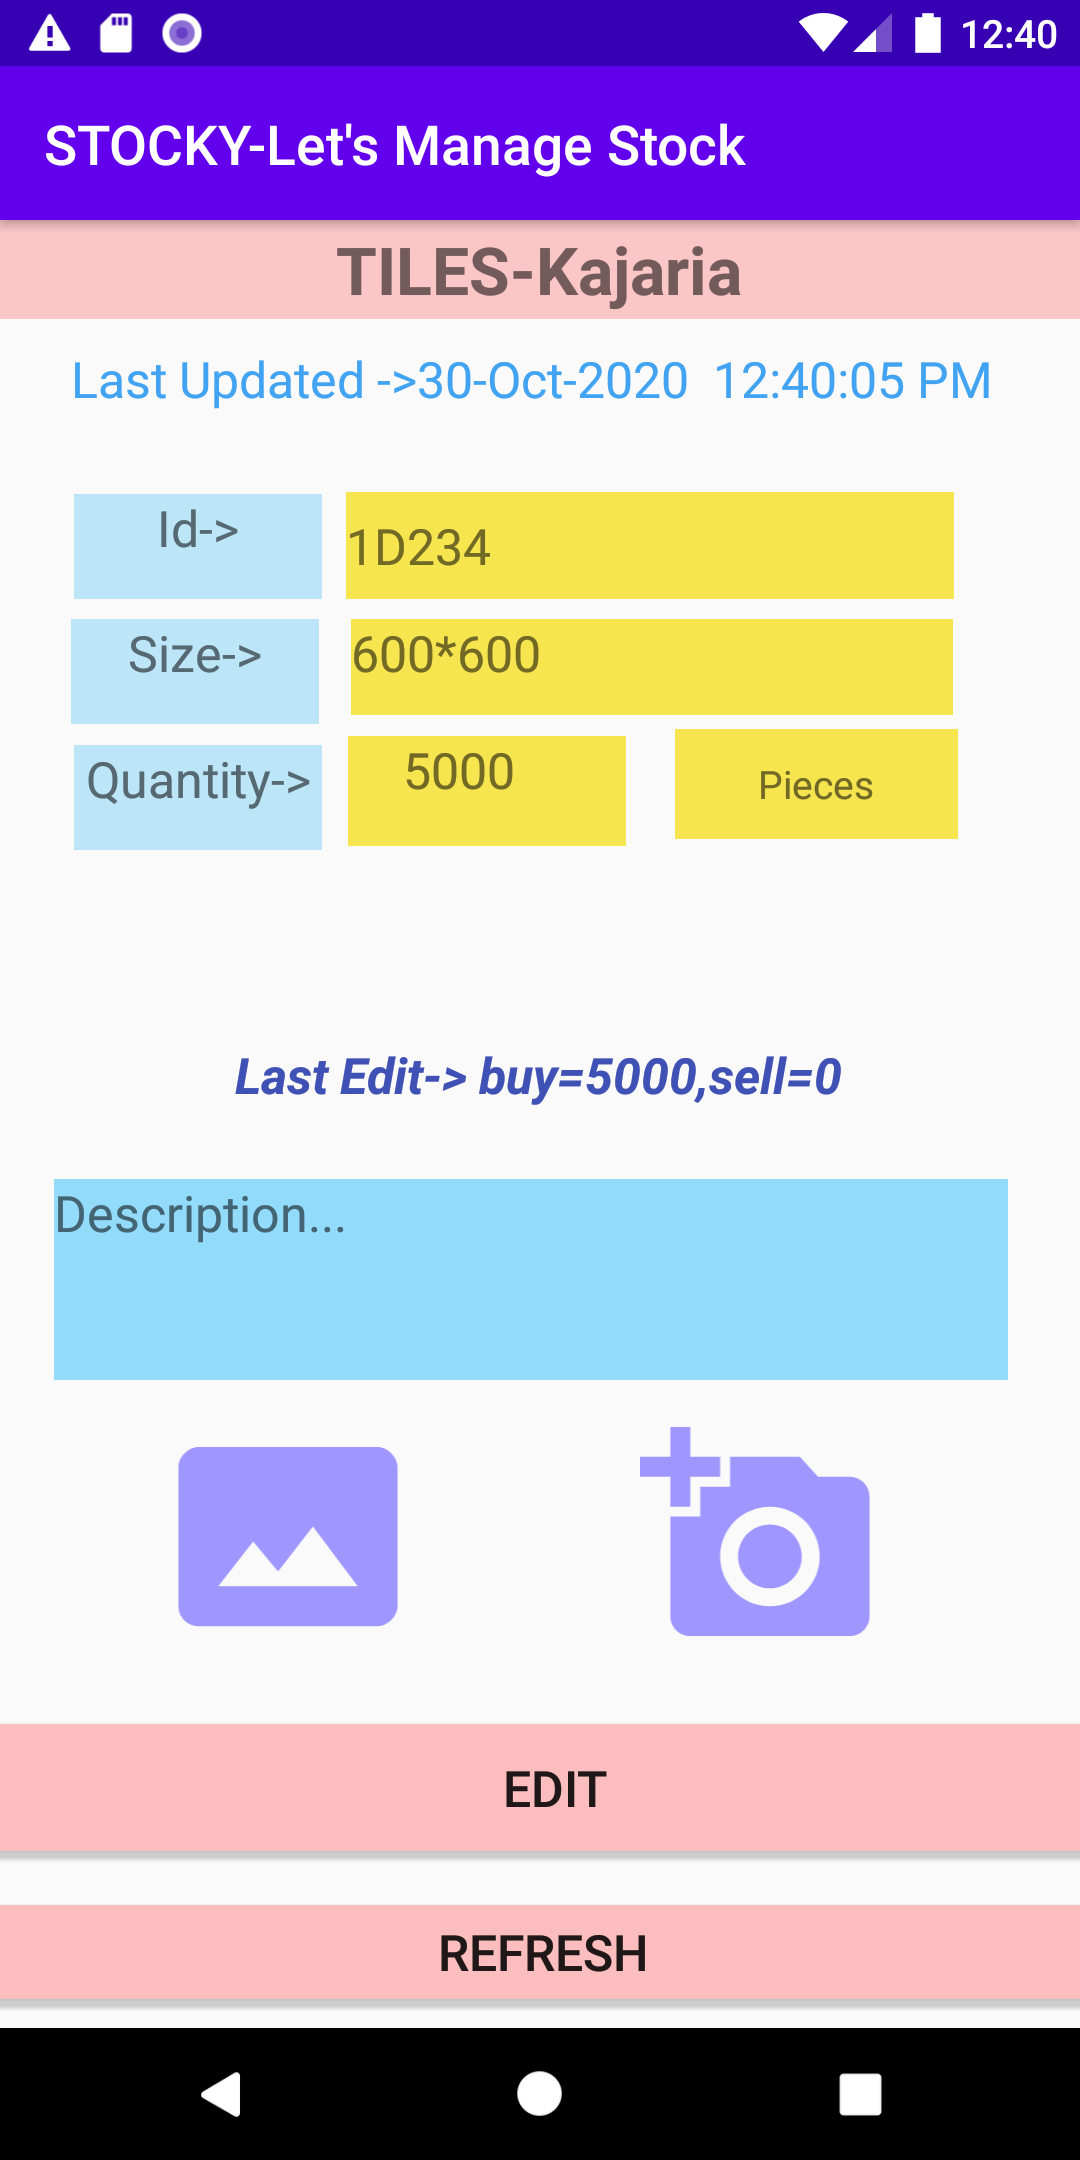 12:40
STOCKY-Let's Manage Stock
TILES-Kajaria
Last Updated ->30-Oct-2020  12:40:05 PM
Id-> 1D234
Size-> 600*600
Quantity-> 5000 Pieces
Last Edit-> buy=5000,sell=0
Description...
EDIT
REFRESH